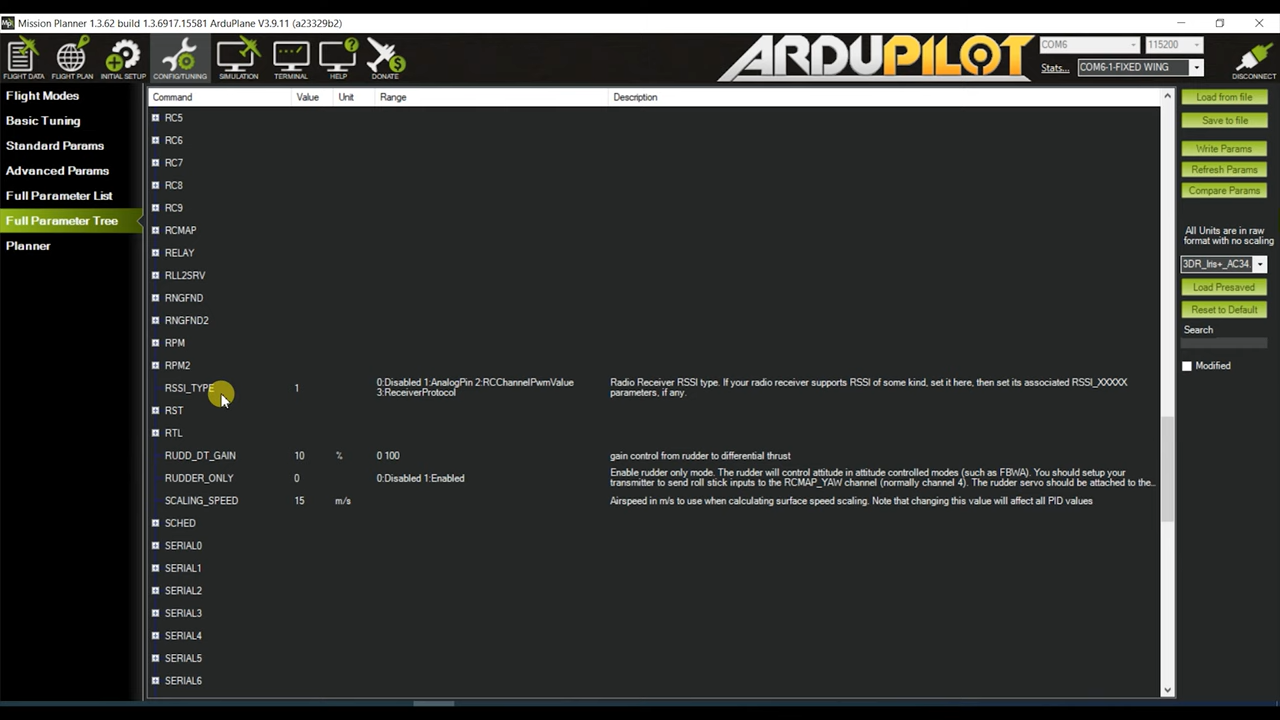 Mission Planner 1.3.62 build 1.3.6917.15581 ArduPlane V3.9.11 (a23329b2)
FLIGHT DATA
FLIGHT PLAN
INITIAL SETUP
CONFIG/TUNING
SIMULATION
TERMINAL
HELP
DONATE
ARDUPILOT
COM6
115200
Stats...
COM6-1-FIXED WING
DISCONNECT
Flight Modes
Basic Tuning
Standard Params
Advanced Params
Full Parameter List
Full Parameter Tree
Planner
Command Value Unit Range Description
RC5
RC6
RC7
RC8
RC9
RCMAP
RELAY
RLL2SRV
RNGFND
RNGFND2
RPM
RPM2
RSSI_TYPE 1
0:Disabled 1:AnalogPin 2:RCChannelPwmValue
3:ReceiverProtocol
Radio Receiver RSSI type. If your radio receiver supports RSSI of some kind, set it here, then set its associated RSSI_XXXXX
parameters, if any.
RST
RTL
RUDD_DT_GAIN 10 % 0 100 gain control from rudder to differential thrust
RUDDER_ONLY 0 0:Disabled 1:Enabled
Enable rudder only mode. The rudder will control attitude in attitude controlled modes (such as FBWA). You should setup your
transmitter to send roll stick inputs to the RCMAP_YAW channel (normally channel 4). The rudder servo should be attached to the...
SCALING_SPEED 15 m/s Airspeed in m/s to use when calculating surface speed scaling. Note that changing this value will affect all PID values
SCHED
SERIAL0
SERIAL1
SERIAL2
SERIAL3
SERIAL4
SERIAL5
SERIAL6
Load from file
Save to file
Write Params
Refresh Params
Compare Params
All Units are in raw
format with no scaling
3DR_Iris+_AC34.
Load Presaved
Reset to Default
Search
Modified